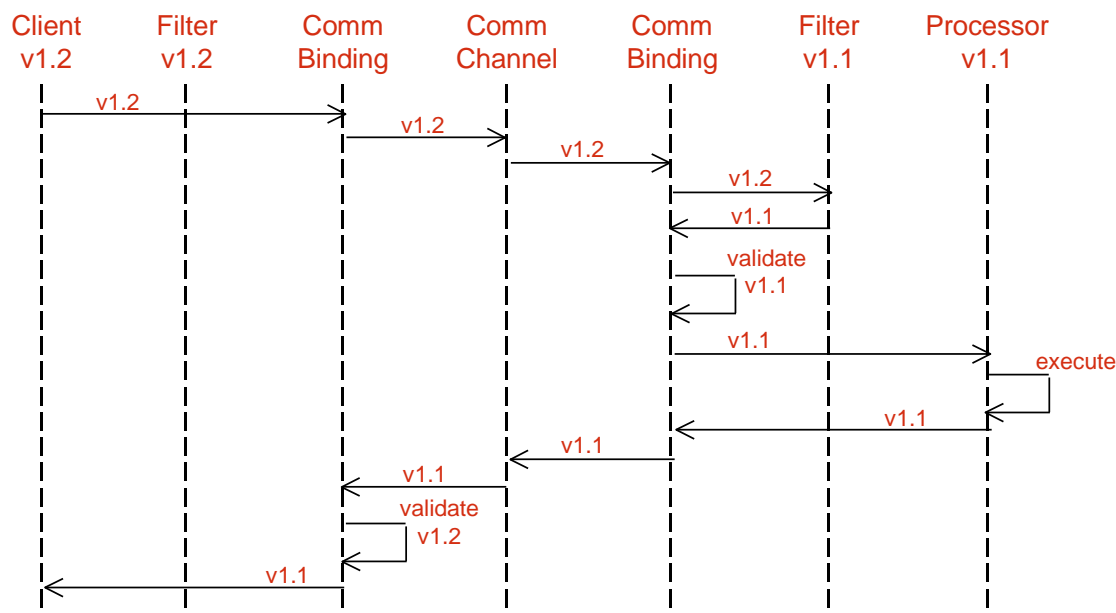 Client
v1.2
Filter
v1.2
Comm
Binding
Comm
Channel
Comm
Binding
Filter
v1.1
Processor
v1.1
v1.2
v1.2
v1.2
v1.2
v1.1
validate
v1.1
v1.1
execute
v1.1
v1.1
v1.1
validate
v1.2
v1.1